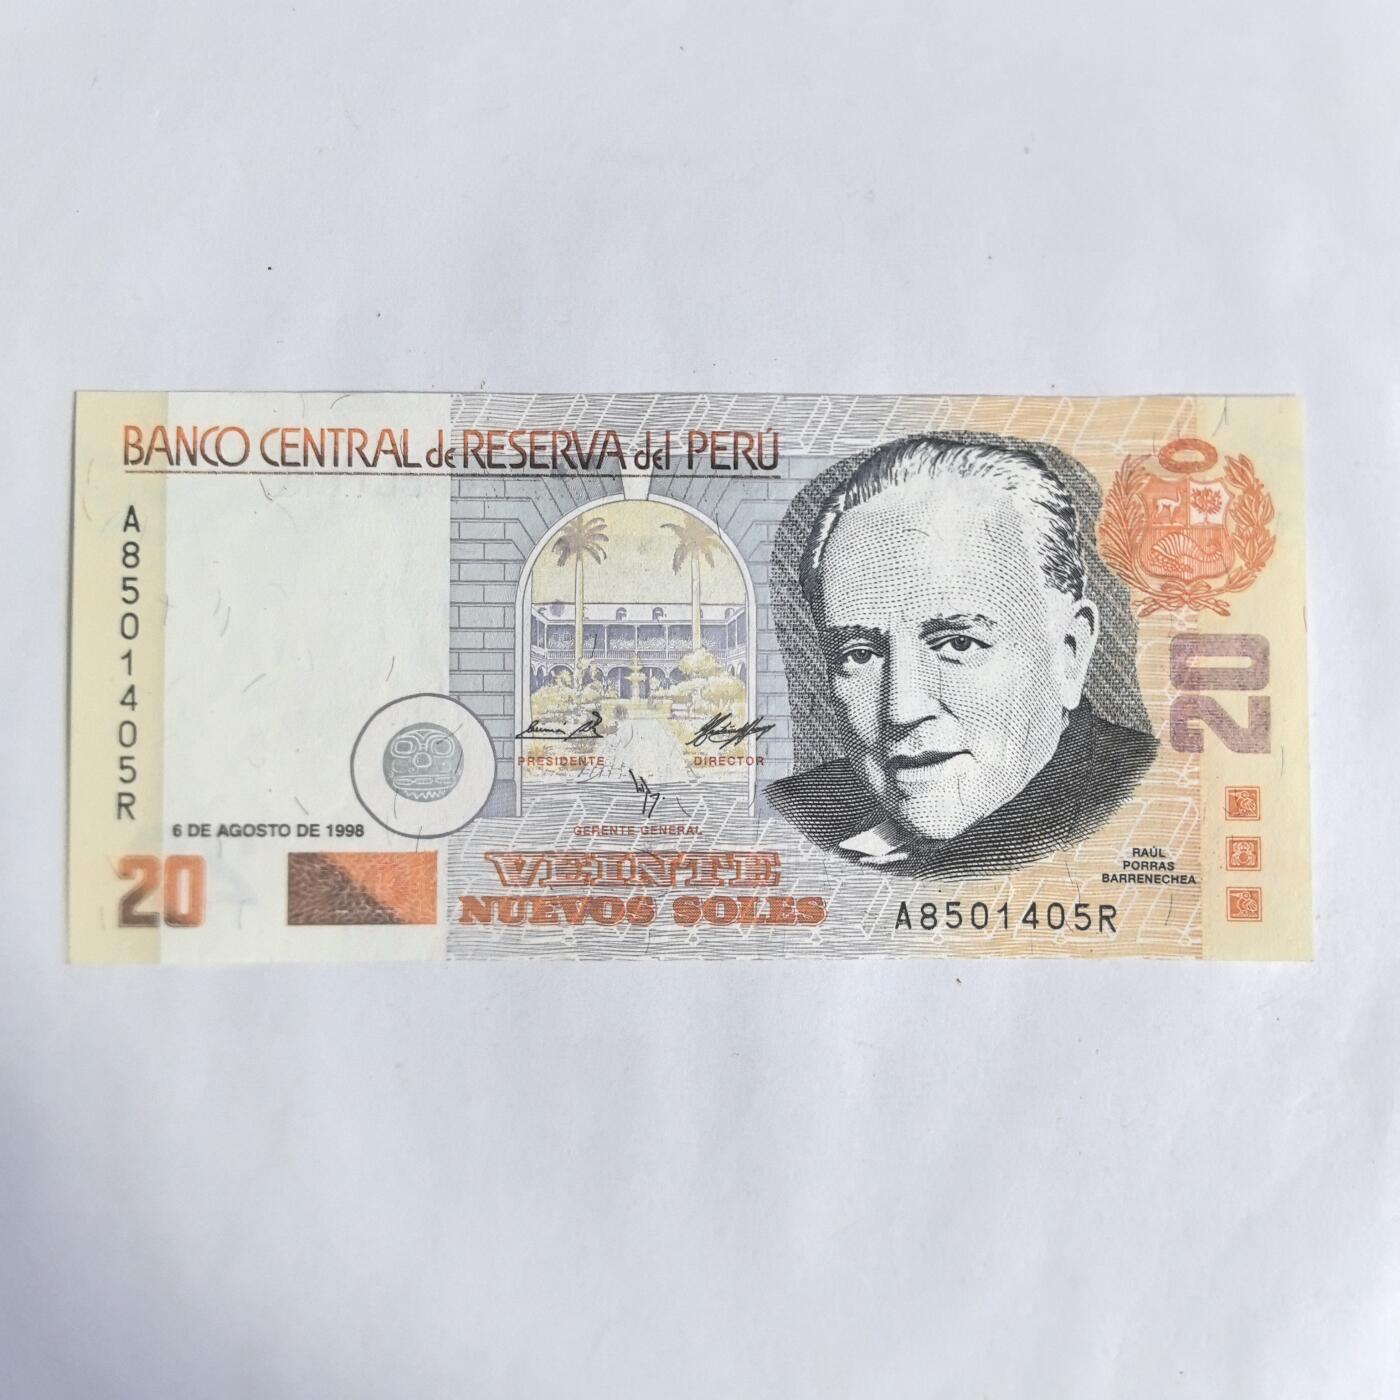 BANCO CENTRAL de RESERVA del PERÚ
A8501405R
PRESIDENTE
DIRECTOR
GERENTE GENERAL
6 DE AGOSTO DE 1998
20
20
VEINTE
NUEVOS SOLES
RAÚL
PORRAS
BARRENECHEA
A8501405R